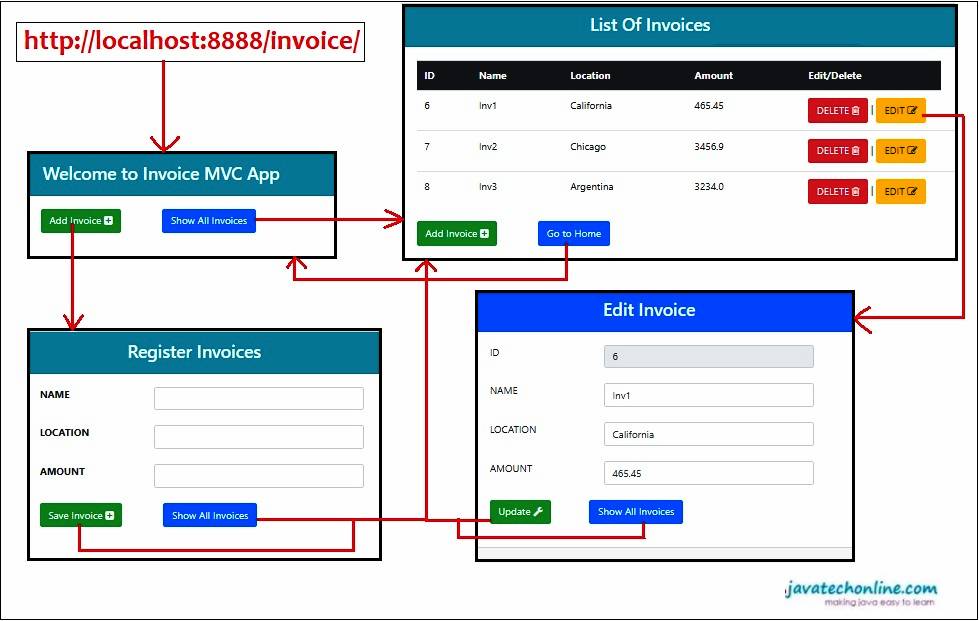 http://localhost:8888/invoice/
Welcome to Invoice MVC App
Add Invoice
Show All Invoices
List Of Invoices
ID Name Location Amount Edit/Delete
6 Inv1 California 465.45 DELETE | EDIT
7 Inv2 Chicago 3456.9 DELETE | EDIT
8 Inv3 Argentina 3234.0 DELETE | EDIT
Add Invoice
Go to Home
Register Invoices
NAME
LOCATION
AMOUNT
Save Invoice
Show All Invoices
Edit Invoice
ID 6
NAME Inv1
LOCATION California
AMOUNT 465.45
Update
Show All Invoices
javatechonline.com
making java easy to learn